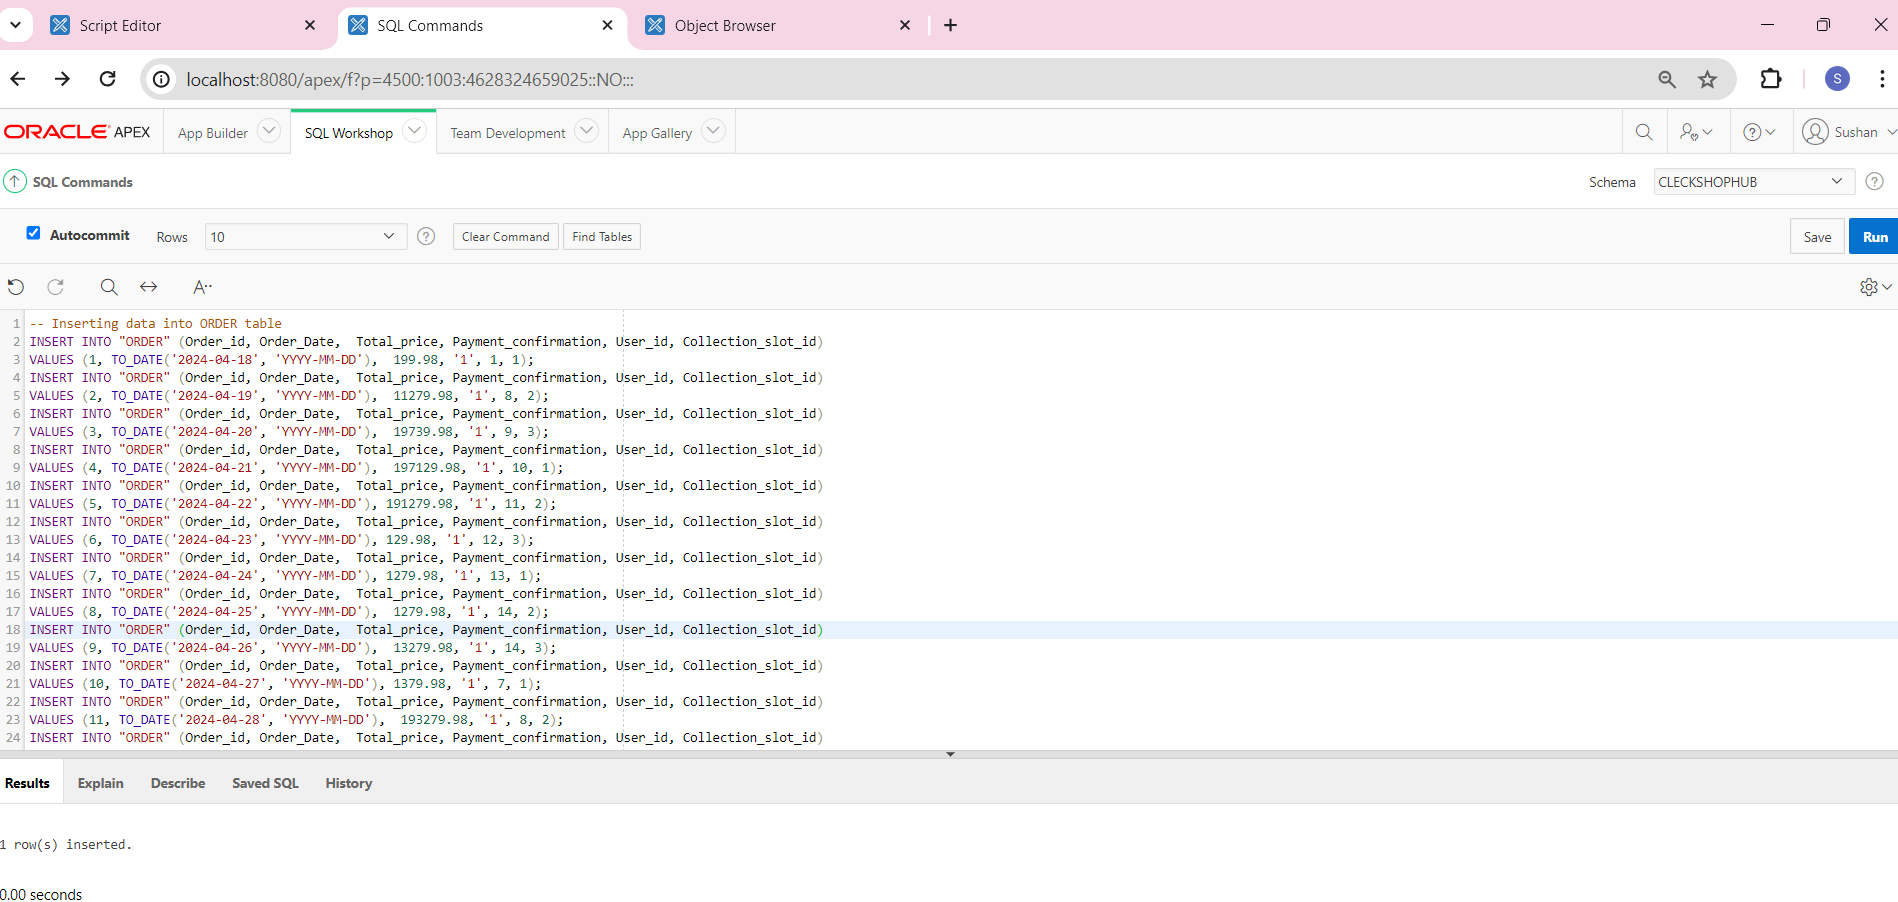 Script Editor
SQL Commands
Object Browser
localhost:8080/apex/f?p=4500:1003:4628324659025::NO:::
S
ORACLE APEX
App Builder
SQL Workshop
Team Development
App Gallery
Sushan
SQL Commands
Schema
CLECKSHOPHUB
Autocommit
Rows
10
Clear Command
Find Tables
Save
Run
1 -- Inserting data into ORDER table
2 INSERT INTO "ORDER" (Order_id, Order_Date,  Total_price, Payment_confirmation, User_id, Collection_slot_id)
3 VALUES (1, TO_DATE('2024-04-18', 'YYYY-MM-DD'),  199.98, '1', 1, 1);
4 INSERT INTO "ORDER" (Order_id, Order_Date,  Total_price, Payment_confirmation, User_id, Collection_slot_id)
5 VALUES (2, TO_DATE('2024-04-19', 'YYYY-MM-DD'),  11279.98, '1', 8, 2);
6 INSERT INTO "ORDER" (Order_id, Order_Date,  Total_price, Payment_confirmation, User_id, Collection_slot_id)
7 VALUES (3, TO_DATE('2024-04-20', 'YYYY-MM-DD'),  19739.98, '1', 9, 3);
8 INSERT INTO "ORDER" (Order_id, Order_Date,  Total_price, Payment_confirmation, User_id, Collection_slot_id)
9 VALUES (4, TO_DATE('2024-04-21', 'YYYY-MM-DD'),  197129.98, '1', 10, 1);
10 INSERT INTO "ORDER" (Order_id, Order_Date,  Total_price, Payment_confirmation, User_id, Collection_slot_id)
11 VALUES (5, TO_DATE('2024-04-22', 'YYYY-MM-DD'), 191279.98, '1', 11, 2);
12 INSERT INTO "ORDER" (Order_id, Order_Date,  Total_price, Payment_confirmation, User_id, Collection_slot_id)
13 VALUES (6, TO_DATE('2024-04-23', 'YYYY-MM-DD'), 129.98, '1', 12, 3);
14 INSERT INTO "ORDER" (Order_id, Order_Date,  Total_price, Payment_confirmation, User_id, Collection_slot_id)
15 VALUES (7, TO_DATE('2024-04-24', 'YYYY-MM-DD'), 1279.98, '1', 13, 1);
16 INSERT INTO "ORDER" (Order_id, Order_Date,  Total_price, Payment_confirmation, User_id, Collection_slot_id)
17 VALUES (8, TO_DATE('2024-04-25', 'YYYY-MM-DD'),  1279.98, '1', 14, 2);
18 INSERT INTO "ORDER" (Order_id, Order_Date,  Total_price, Payment_confirmation, User_id, Collection_slot_id)
19 VALUES (9, TO_DATE('2024-04-26', 'YYYY-MM-DD'),  13279.98, '1', 14, 3);
20 INSERT INTO "ORDER" (Order_id, Order_Date,  Total_price, Payment_confirmation, User_id, Collection_slot_id)
21 VALUES (10, TO_DATE('2024-04-27', 'YYYY-MM-DD'), 1379.98, '1', 7, 1);
22 INSERT INTO "ORDER" (Order_id, Order_Date,  Total_price, Payment_confirmation, User_id, Collection_slot_id)
23 VALUES (11, TO_DATE('2024-04-28', 'YYYY-MM-DD'),  193279.98, '1', 8, 2);
24 INSERT INTO "ORDER" (Order_id, Order_Date,  Total_price, Payment_confirmation, User_id, Collection_slot_id)
Results
Explain
Describe
Saved SQL
History
1 row(s) inserted.
0.00 seconds